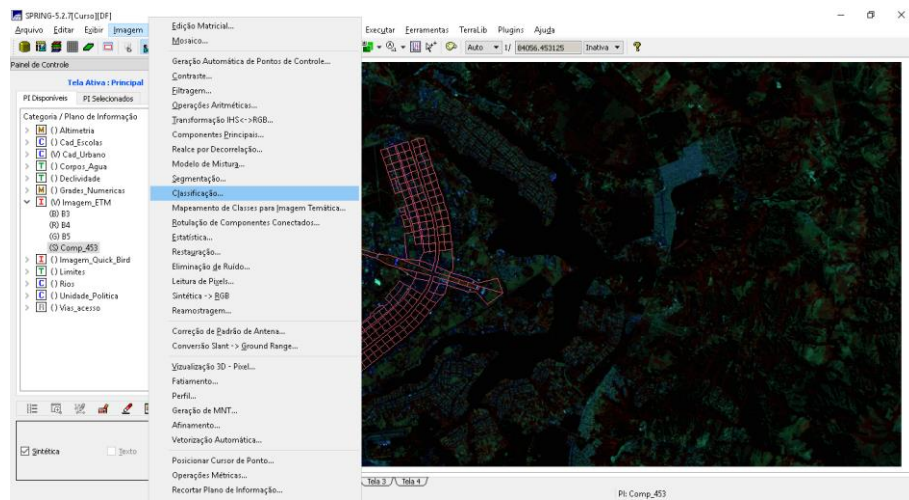 SPRING-5.2.7[Curso][DF]
Arquivo Editar Exibir Imagem Executar Ferramentas TerraLib Plugins Ajuda
Auto 1/ 84056.453125 Inativa
Painel de Controle
Tela Ativa : Principal
PI Disponíveis PI Selecionados
Categoria / Plano de Informação
M () Altimetria
C () Cad_Escolas
C (V) Cad_Urbano
T () Corpos_Agua
T () Declividade
M () Grades_Numericas
I (V) Imagem_ETM
(B) B3
(R) B4
(G) B5
(S) Comp_453
I () Imagem_Quick_Bird
T () Limites
C () Rios
C () Unidade_Politica
() Vias_acesso
Sintética Texto
Edição Matricial...
Mosaico...
Geração Automática de Pontos de Controle...
Contraste...
Filtragem...
Operações Aritméticas...
Transformação IHS<->RGB...
Componentes Principais...
Realce por Decorrelação...
Modelo de Mistura...
Segmentação...
Classificação...
Mapeamento de Classes para Imagem Temática...
Rotulação de Componentes Conectados...
Estatística...
Restauração...
Eliminação de Ruído...
Leitura de Pixels...
Sintética -> RGB
Reamostragem...
Correção de Padrão de Antena...
Conversão Slant -> Ground Range...
Vizualização 3D - Pixel...
Fatiamento...
Perfil...
Geração de MNT...
Afinamento...
Vetorização Automática...
Posicionar Cursor de Ponto...
Operações Métricas...
Recortar Plano de Informação...
Tela 3 Tela 4
PI: Comp_453